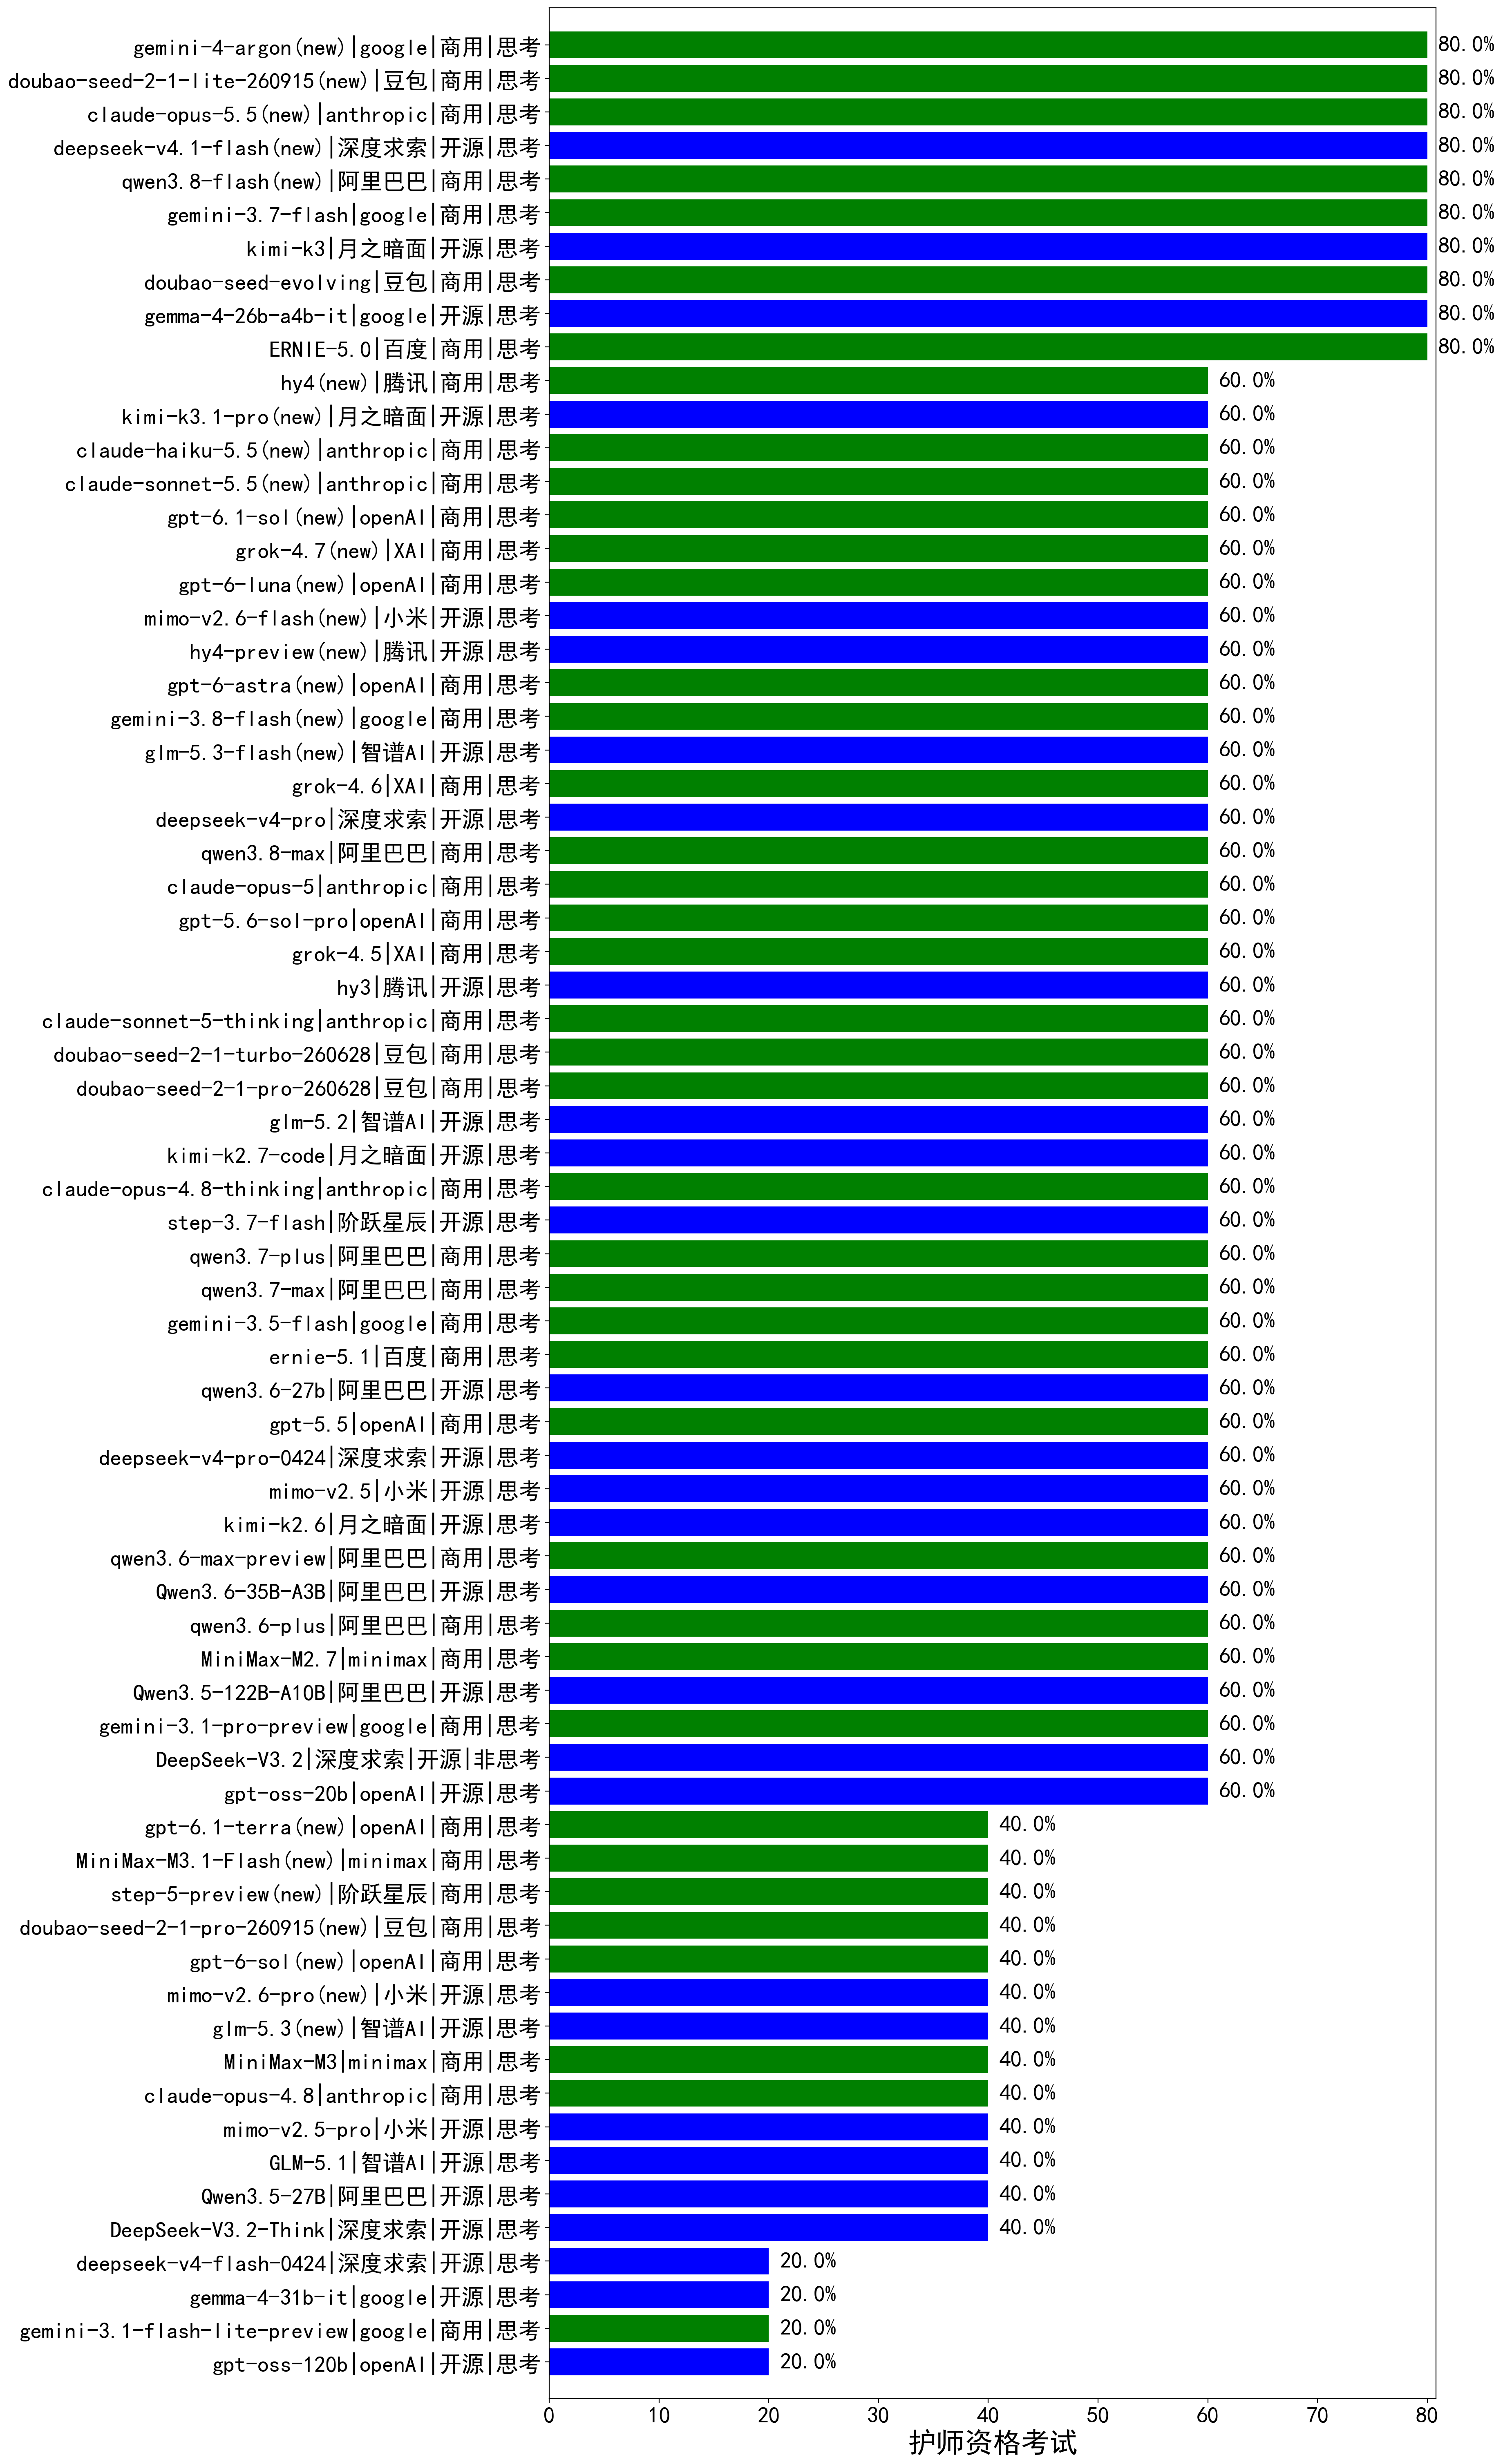 gemini-4-argon(new)|google|商用|思考 80.0%
doubao-seed-2-1-lite-260915(new)|豆包|商用|思考 80.0%
claude-opus-5.5(new)|anthropic|商用|思考 80.0%
deepseek-v4.1-flash(new)|深度求索|开源|思考 80.0%
qwen3.8-flash(new)|阿里巴巴|商用|思考 80.0%
gemini-3.7-flash|google|商用|思考 80.0%
kimi-k3|月之暗面|开源|思考 80.0%
doubao-seed-evolving|豆包|商用|思考 80.0%
gemma-4-26b-a4b-it|google|开源|思考 80.0%
ERNIE-5.0|百度|商用|思考 80.0%
hy4(new)|腾讯|商用|思考 60.0%
kimi-k3.1-pro(new)|月之暗面|开源|思考 60.0%
claude-haiku-5.5(new)|anthropic|商用|思考 60.0%
claude-sonnet-5.5(new)|anthropic|商用|思考 60.0%
gpt-6.1-sol(new)|openAI|商用|思考 60.0%
grok-4.7(new)|XAI|商用|思考 60.0%
gpt-6-luna(new)|openAI|商用|思考 60.0%
mimo-v2.6-flash(new)|小米|开源|思考 60.0%
hy4-preview(new)|腾讯|开源|思考 60.0%
gpt-6-astra(new)|openAI|商用|思考 60.0%
gemini-3.8-flash(new)|google|商用|思考 60.0%
glm-5.3-flash(new)|智谱AI|开源|思考 60.0%
grok-4.6|XAI|商用|思考 60.0%
deepseek-v4-pro|深度求索|开源|思考 60.0%
qwen3.8-max|阿里巴巴|商用|思考 60.0%
claude-opus-5|anthropic|商用|思考 60.0%
gpt-5.6-sol-pro|openAI|商用|思考 60.0%
grok-4.5|XAI|商用|思考 60.0%
hy3|腾讯|开源|思考 60.0%
claude-sonnet-5-thinking|anthropic|商用|思考 60.0%
doubao-seed-2-1-turbo-260628|豆包|商用|思考 60.0%
doubao-seed-2-1-pro-260628|豆包|商用|思考 60.0%
glm-5.2|智谱AI|开源|思考 60.0%
kimi-k2.7-code|月之暗面|开源|思考 60.0%
claude-opus-4.8-thinking|anthropic|商用|思考 60.0%
step-3.7-flash|阶跃星辰|开源|思考 60.0%
qwen3.7-plus|阿里巴巴|商用|思考 60.0%
qwen3.7-max|阿里巴巴|商用|思考 60.0%
gemini-3.5-flash|google|商用|思考 60.0%
ernie-5.1|百度|商用|思考 60.0%
qwen3.6-27b|阿里巴巴|开源|思考 60.0%
gpt-5.5|openAI|商用|思考 60.0%
deepseek-v4-pro-0424|深度求索|开源|思考 60.0%
mimo-v2.5|小米|开源|思考 60.0%
kimi-k2.6|月之暗面|开源|思考 60.0%
qwen3.6-max-preview|阿里巴巴|商用|思考 60.0%
Qwen3.6-35B-A3B|阿里巴巴|开源|思考 60.0%
qwen3.6-plus|阿里巴巴|商用|思考 60.0%
MiniMax-M2.7|minimax|商用|思考 60.0%
Qwen3.5-122B-A10B|阿里巴巴|开源|思考 60.0%
gemini-3.1-pro-preview|google|商用|思考 60.0%
DeepSeek-V3.2|深度求索|开源|非思考 60.0%
gpt-oss-20b|openAI|开源|思考 60.0%
gpt-6.1-terra(new)|openAI|商用|思考 40.0%
MiniMax-M3.1-Flash(new)|minimax|商用|思考 40.0%
step-5-preview(new)|阶跃星辰|商用|思考 40.0%
doubao-seed-2-1-pro-260915(new)|豆包|商用|思考 40.0%
gpt-6-sol(new)|openAI|商用|思考 40.0%
mimo-v2.6-pro(new)|小米|开源|思考 40.0%
glm-5.3(new)|智谱AI|开源|思考 40.0%
MiniMax-M3|minimax|商用|思考 40.0%
claude-opus-4.8|anthropic|商用|思考 40.0%
mimo-v2.5-pro|小米|开源|思考 40.0%
GLM-5.1|智谱AI|开源|思考 40.0%
Qwen3.5-27B|阿里巴巴|开源|思考 40.0%
DeepSeek-V3.2-Think|深度求索|开源|思考 40.0%
deepseek-v4-flash-0424|深度求索|开源|思考 20.0%
gemma-4-31b-it|google|开源|思考 20.0%
gemini-3.1-flash-lite-preview|google|商用|思考 20.0%
gpt-oss-120b|openAI|开源|思考 20.0%
0 10 20 30 40 50 60 70 80
护师资格考试